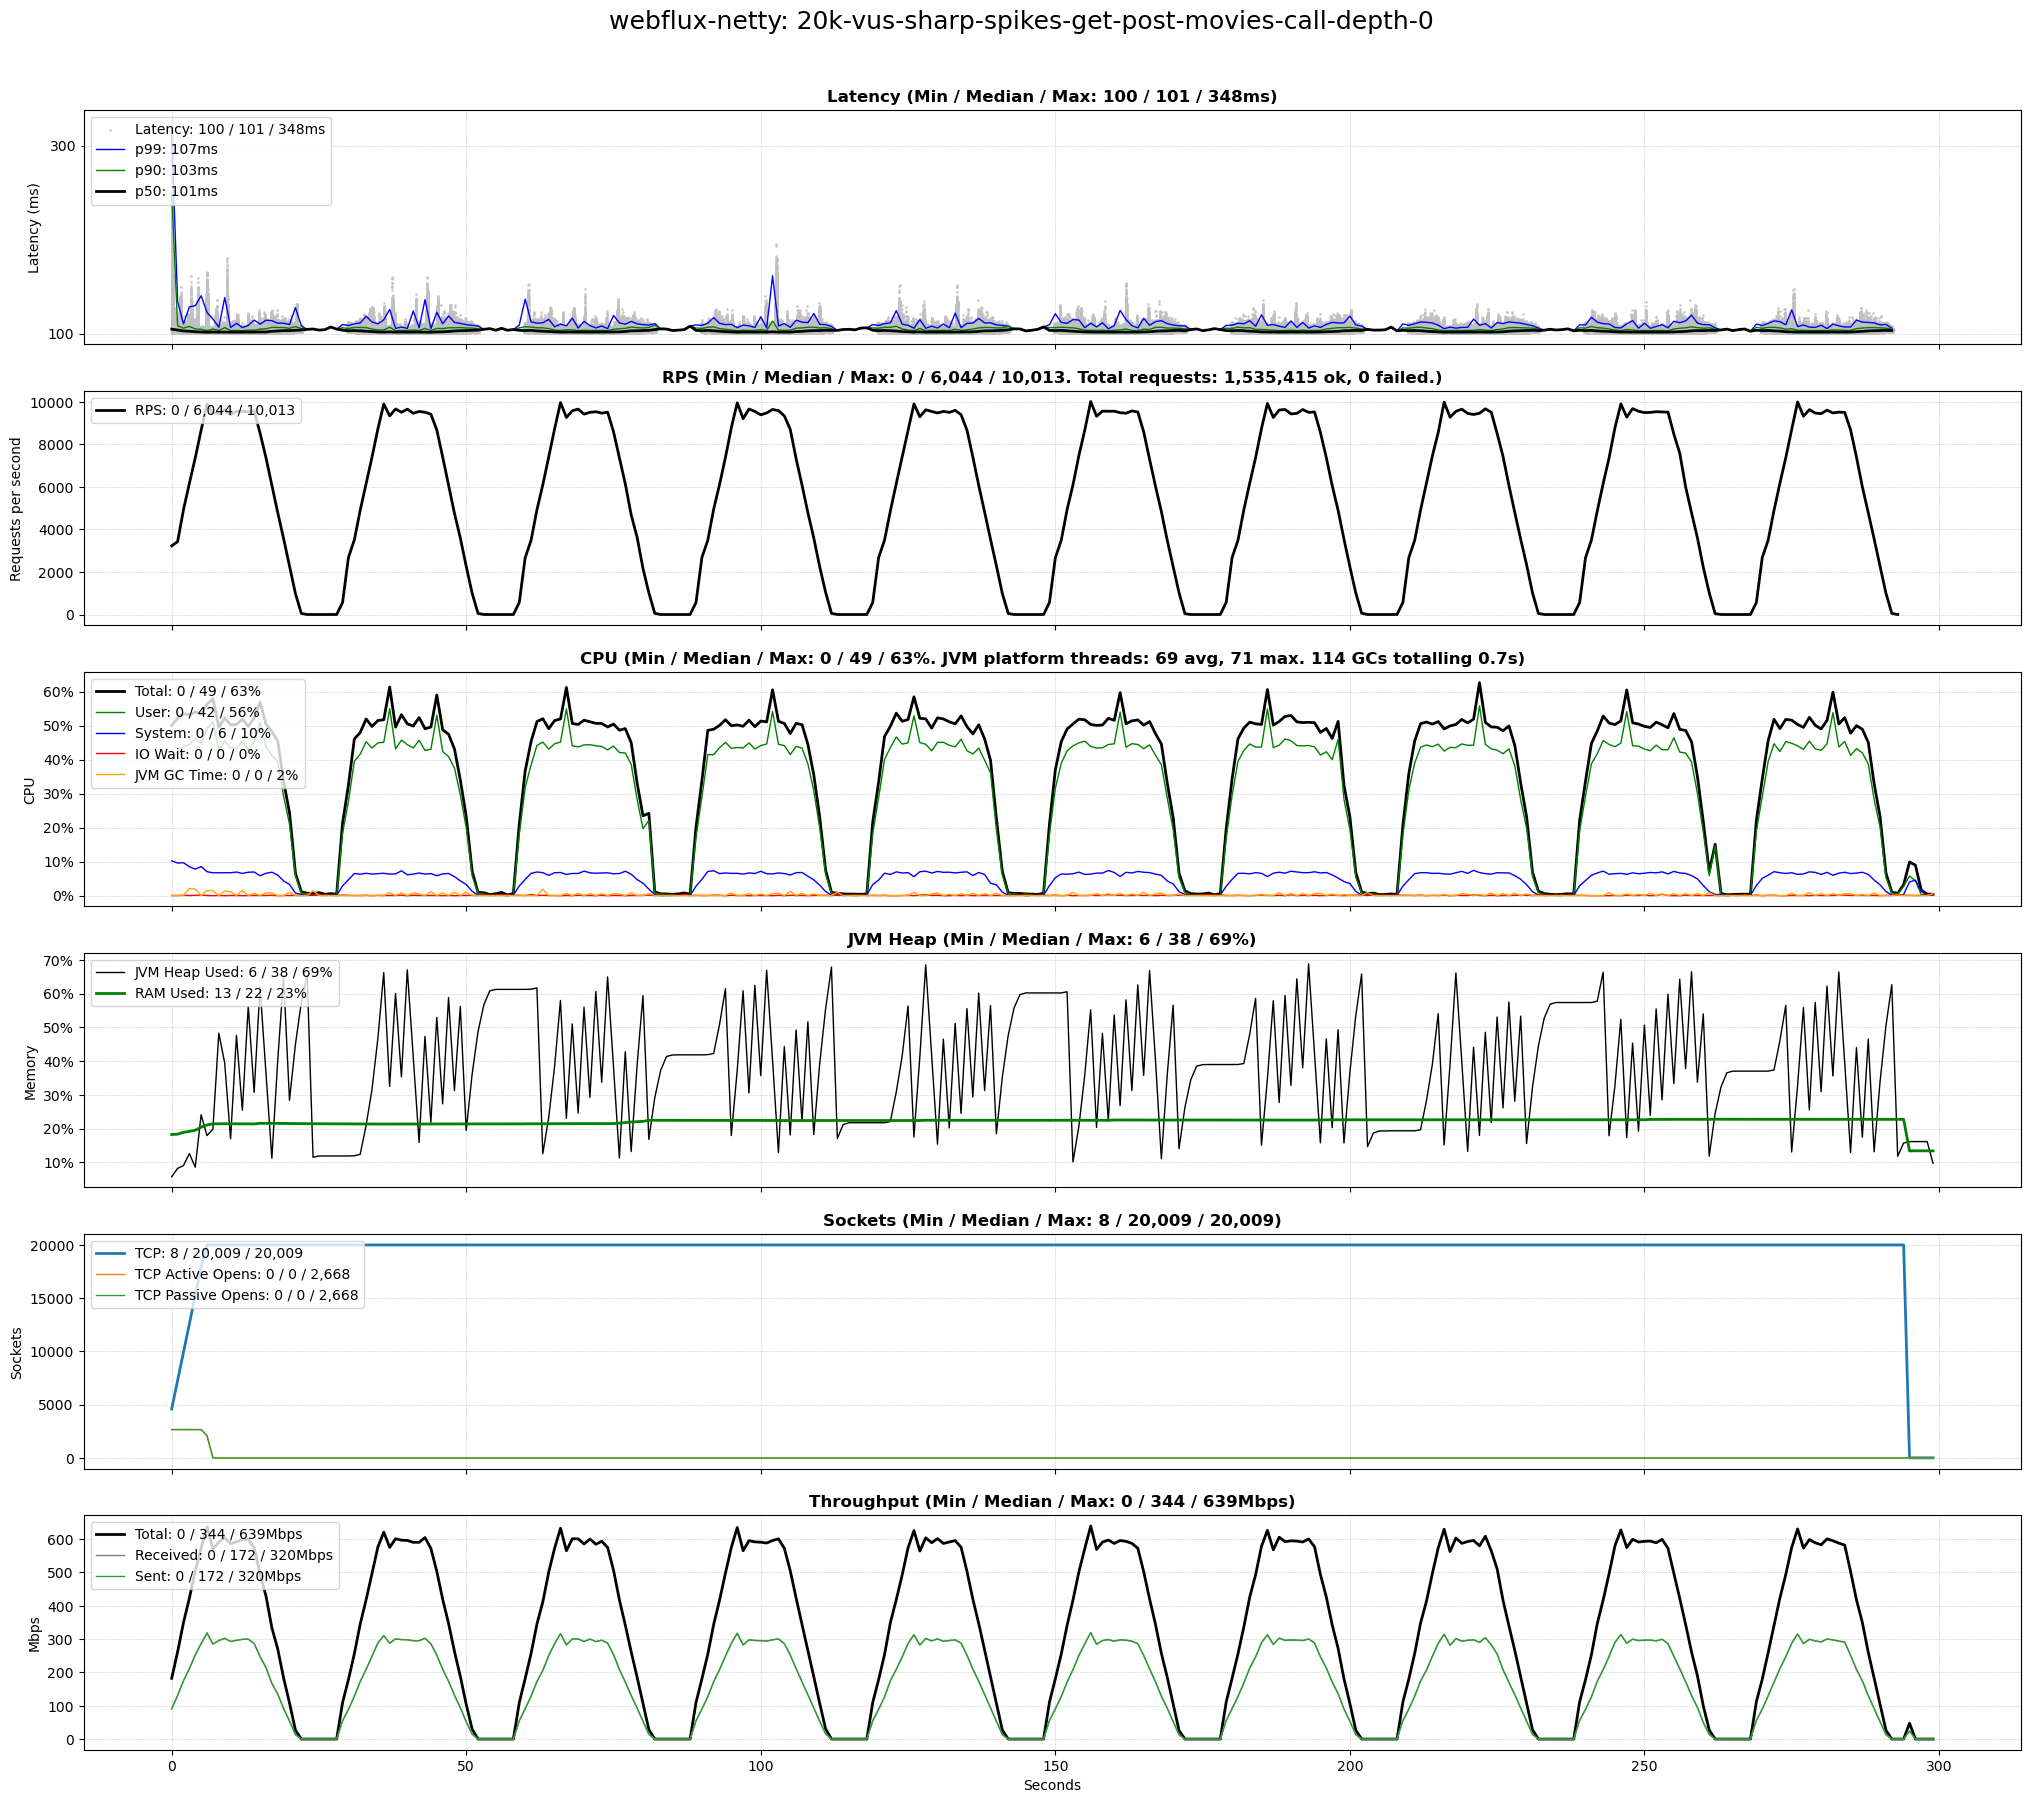 webflux-netty: 20k-vus-sharp-spikes-get-post-movies-call-depth-0
Latency (Min / Median / Max: 100 / 101 / 348ms)
Latency: 100 / 101 / 348ms
p99: 107ms
p90: 103ms
p50: 101ms
300
100
Latency (ms)
RPS (Min / Median / Max: 0 / 6,044 / 10,013. Total requests: 1,535,415 ok, 0 failed.)
RPS: 0 / 6,044 / 10,013
10000
8000
6000
4000
2000
0
Requests per second
CPU (Min / Median / Max: 0 / 49 / 63%. JVM platform threads: 69 avg, 71 max. 114 GCs totalling 0.7s)
Total: 0 / 49 / 63%
User: 0 / 42 / 56%
System: 0 / 6 / 10%
IO Wait: 0 / 0 / 0%
JVM GC Time: 0 / 0 / 2%
60%
50%
40%
30%
20%
10%
0%
CPU
JVM Heap (Min / Median / Max: 6 / 38 / 69%)
JVM Heap Used: 6 / 38 / 69%
RAM Used: 13 / 22 / 23%
70%
60%
50%
40%
30%
20%
10%
Memory
Sockets (Min / Median / Max: 8 / 20,009 / 20,009)
TCP: 8 / 20,009 / 20,009
TCP Active Opens: 0 / 0 / 2,668
TCP Passive Opens: 0 / 0 / 2,668
20000
15000
10000
5000
0
Sockets
Throughput (Min / Median / Max: 0 / 344 / 639Mbps)
Total: 0 / 344 / 639Mbps
Received: 0 / 172 / 320Mbps
Sent: 0 / 172 / 320Mbps
600
500
400
300
200
100
0
Mbps
0
50
100
150
200
250
300
Seconds